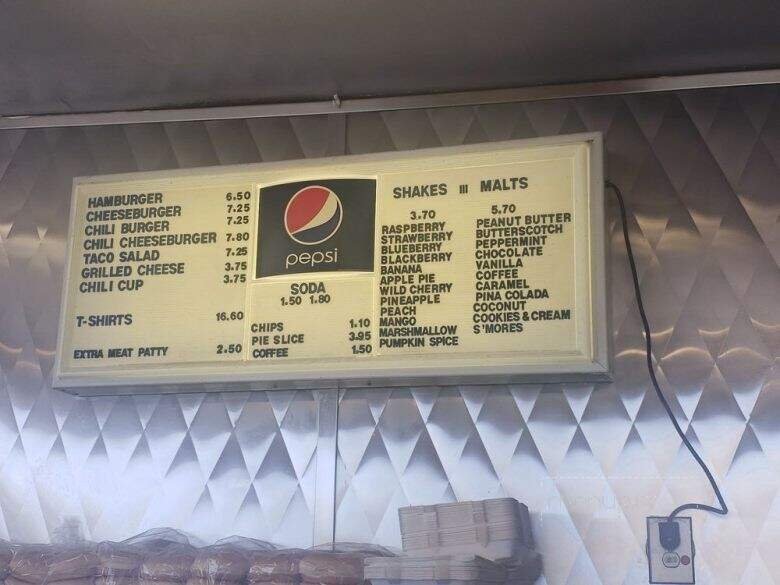 HAMBURGER 6.50
CHEESEBURGER 7.25
CHILI BURGER 7.25
CHILI CHEESEBURGER 7.80
TACO SALAD 7.25
GRILLED CHEESE 3.75
CHILI CUP 3.75
T-SHIRTS 16.60
EXTRA MEAT PATTY 2.50
pepsi
SODA
1.50 1.80
CHIPS 1.10
PIE SLICE 3.95
COFFEE 1.50
SHAKES III MALTS
3.70 5.70
RASPBERRY
STRAWBERRY
BLUEBERRY
BLACKBERRY
BANANA
APPLE PIE
WILD CHERRY
PINEAPPLE
PEACH
MANGO
MARSHMALLOW
PUMPKIN SPICE
PEANUT BUTTER
BUTTERSCOTCH
PEPPERMINT
CHOCOLATE
VANILLA
COFFEE
CARAMEL
PINA COLADA
COCONUT
COOKIES & CREAM
S'MORES